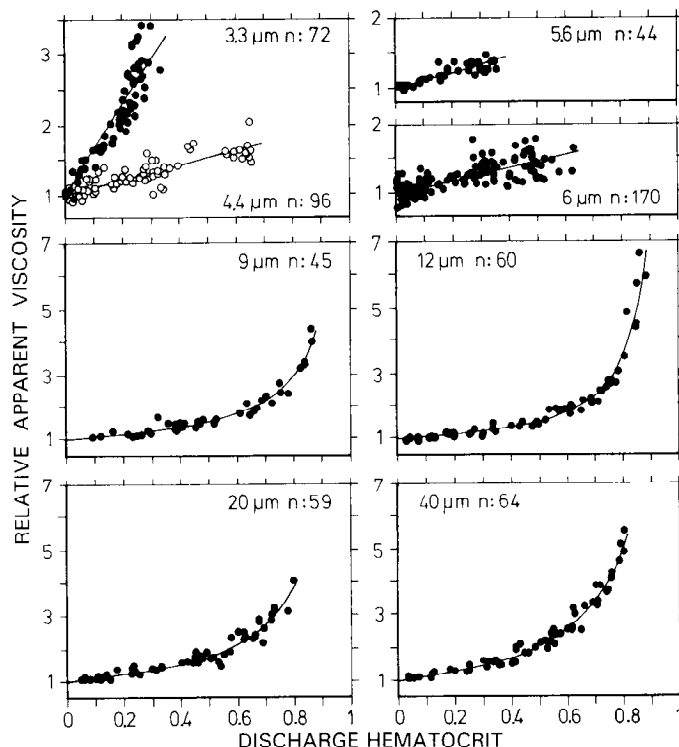 3
2
1
3.3 µm n: 72
4.4 µm n: 96
2
1
5.6 µm n: 44
2
1
6 µm n: 170
7
5
3
1
9 µm n: 45
7
5
3
1
12 µm n: 60
7
5
3
1
20 µm n: 59
7
5
3
1
40 µm n: 64
0 0.2 0.4 0.6 0.8 1
0 0.2 0.4 0.6 0.8 1
RELATIVE APPARENT VISCOSITY
DISCHARGE HEMATOCRIT